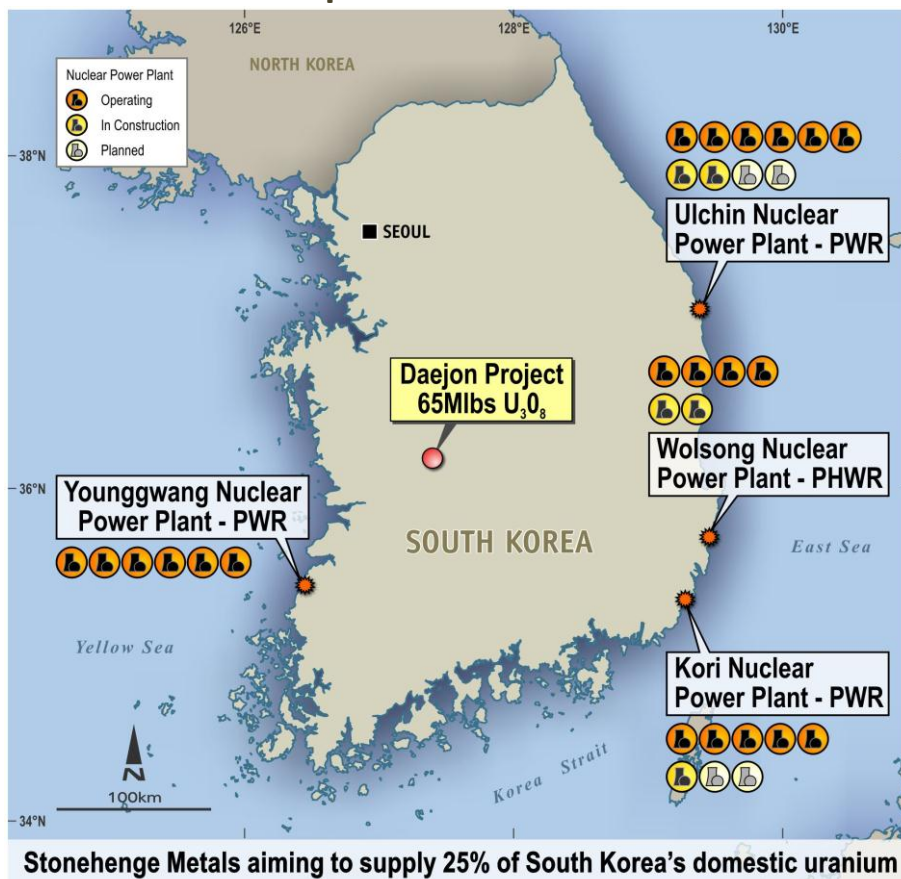 126°E
128°E
130°E
NORTH KOREA
Nuclear Power Plant
Operating
In Construction
Planned
38°N
SEOUL
Ulchin Nuclear
Power Plant - PWR
Daejon Project
65Mlbs U₃0₈
Wolsong Nuclear
Power Plant - PHWR
36°N
Younggwang Nuclear
Power Plant - PWR
SOUTH KOREA
East Sea
Yellow Sea
Kori Nuclear
Power Plant - PWR
N
100km
Korea Strait
34°N
Stonehenge Metals aiming to supply 25% of South Korea's domestic uranium